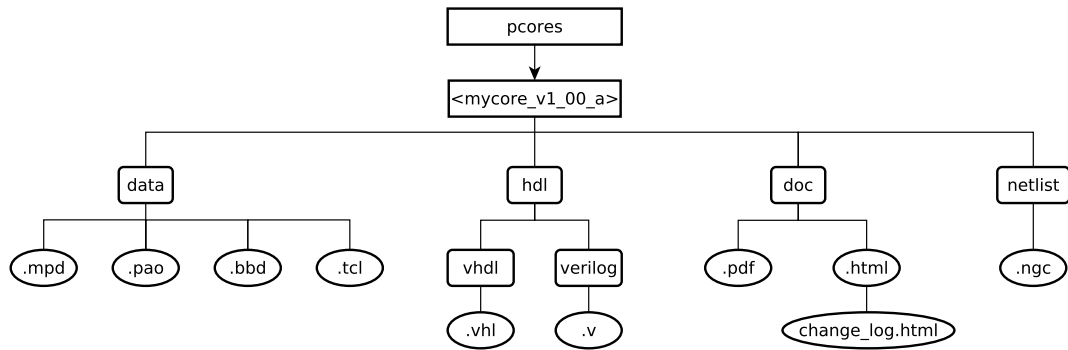 pcores
<mycore_v1_00_a>
data
hdl
doc
netlist
.mpd
.pao
.bbd
.tcl
vhdl
verilog
.pdf
.html
.ngc
.vhl
.v
change_log.html